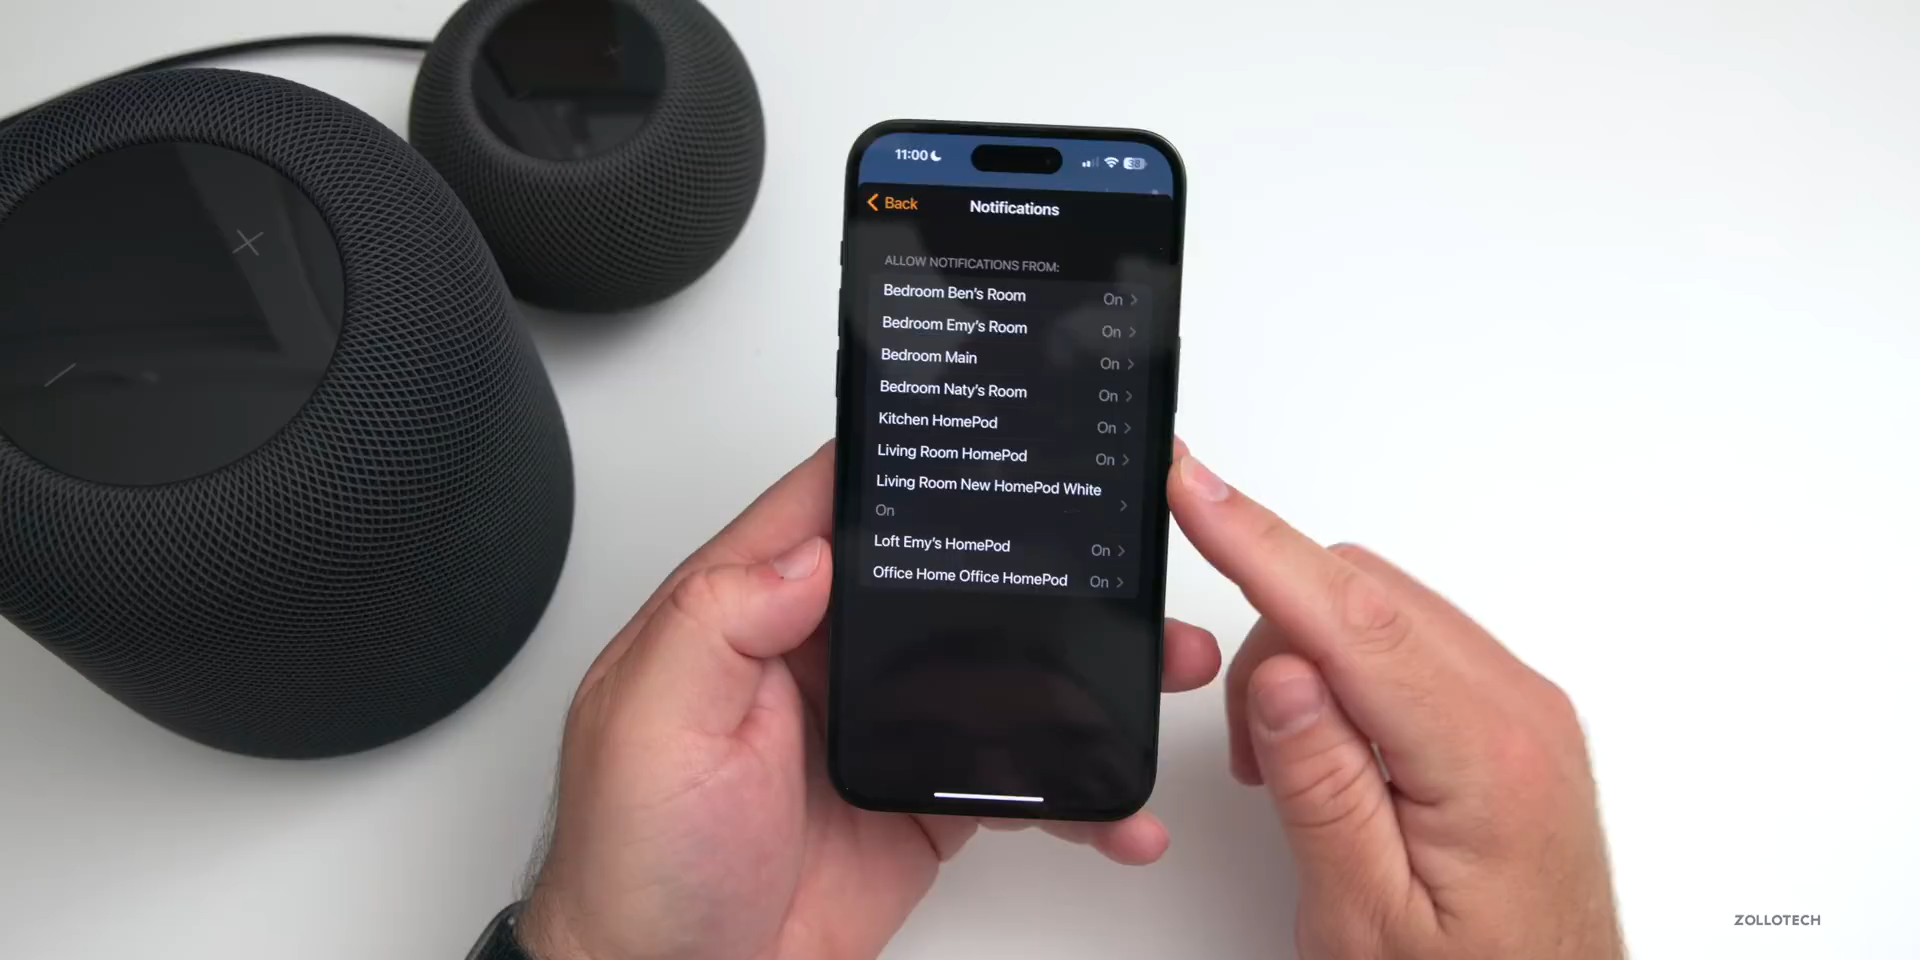 11:00
38
Back
Notifications
ALLOW NOTIFICATIONS FROM:
Bedroom Ben's Room On
Bedroom Emy's Room On
Bedroom Main On
Bedroom Naty's Room On
Kitchen HomePod On
Living Room HomePod On
Living Room New HomePod White
On
Loft Emy's HomePod On
Office Home Office HomePod On
ZOLLOTECH